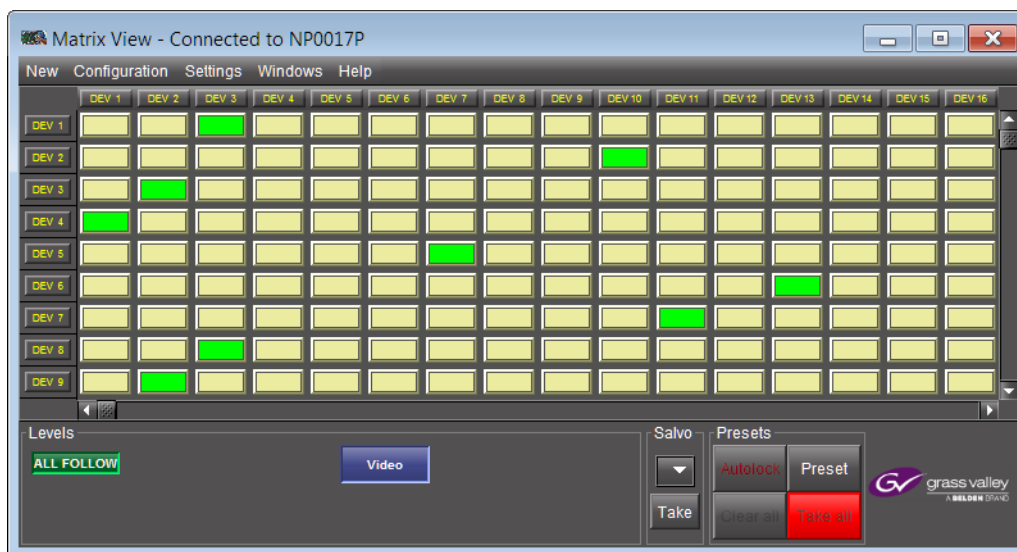 Matrix View - Connected to NP0017P
New Configuration Settings Windows Help
DEV 1 DEV 2 DEV 3 DEV 4 DEV 5 DEV 6 DEV 7 DEV 8 DEV 9 DEV 10 DEV 11 DEV 12 DEV 13 DEV 14 DEV 15 DEV 16
DEV 1
DEV 2
DEV 3
DEV 4
DEV 5
DEV 6
DEV 7
DEV 8
DEV 9
Levels Salvo Presets
ALL FOLLOW Video Autolock Preset
Take Clear all Take all
grass valley
A BELDEN BRAND